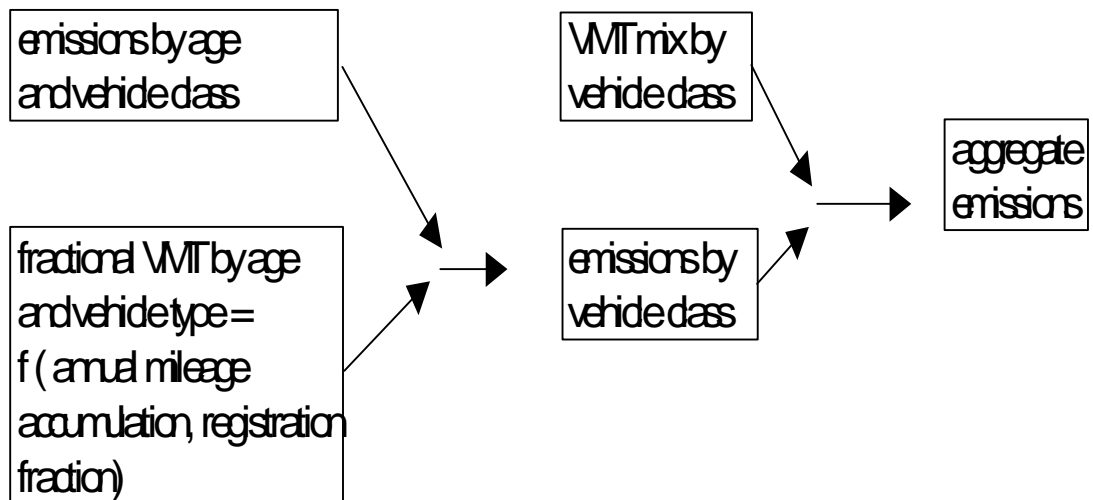 emissions by age
and vehicle class
VMT mix by
vehicle class
aggregate
emissions
fractional VMT by age
and vehicle type =
f ( annual mileage
accumulation, registration
fraction)
emissions by
vehicle class